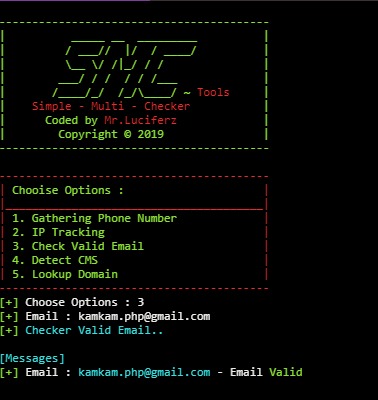 ~ Tools
Simple - Multi - Checker
Coded by Mr.Luciferz
Copyright © 2019
Chooise Options :
1. Gathering Phone Number
2. IP Tracking
3. Check Valid Email
4. Detect CMS
5. Lookup Domain
[+] Choose Options : 3
[+] Email : kamkam.php@gmail.com
[+] Checker Valid Email..
[Messages]
[+] Email : kamkam.php@gmail.com - Email Valid